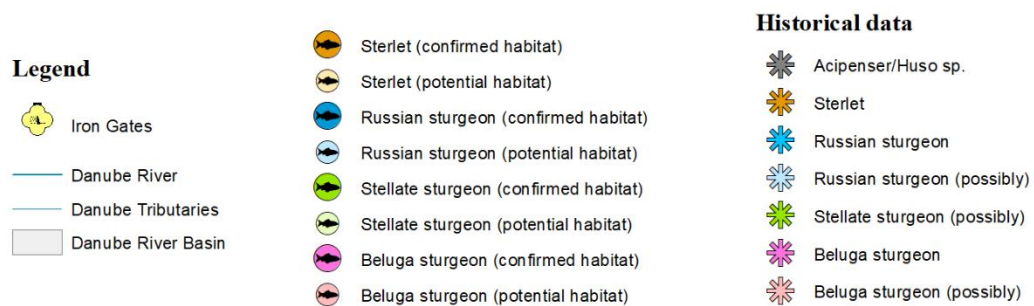 Legend
Iron Gates
Danube River
Danube Tributaries
Danube River Basin
Sterlet (confirmed habitat)
Sterlet (potential habitat)
Russian sturgeon (confirmed habitat)
Russian sturgeon (potential habitat)
Stellate sturgeon (confirmed habitat)
Stellate sturgeon (potential habitat)
Beluga sturgeon (confirmed habitat)
Beluga sturgeon (potential habitat)
Historical data
Acipenser/Huso sp.
Sterlet
Russian sturgeon
Russian sturgeon (possibly)
Stellate sturgeon (possibly)
Beluga sturgeon
Beluga sturgeon (possibly)